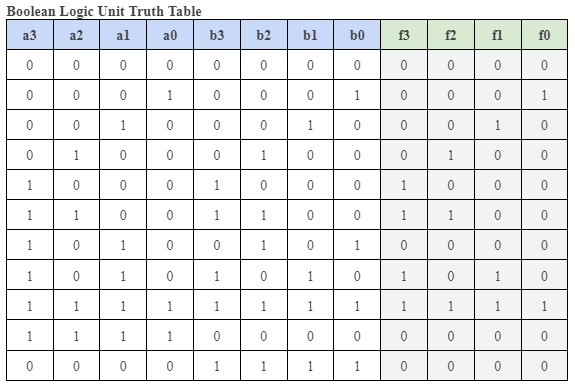 Boolean Logic Unit Truth Table
a3 a2 a1 a0 b3 b2 b1 b0 f3 f2 f1 f0
0 0 0 0 0 0 0 0 0 0 0 0
0 0 0 1 0 0 0 1 0 0 0 1
0 0 1 0 0 0 1 0 0 0 1 0
0 1 0 0 0 1 0 0 0 1 0 0
1 0 0 0 1 0 0 0 1 0 0 0
1 1 0 0 1 1 0 0 1 1 0 0
1 0 1 0 0 1 0 1 0 0 0 0
1 0 1 0 1 0 1 0 1 0 1 0
1 1 1 1 1 1 1 1 1 1 1 1
1 1 1 1 0 0 0 0 0 0 0 0
0 0 0 0 1 1 1 1 0 0 0 0